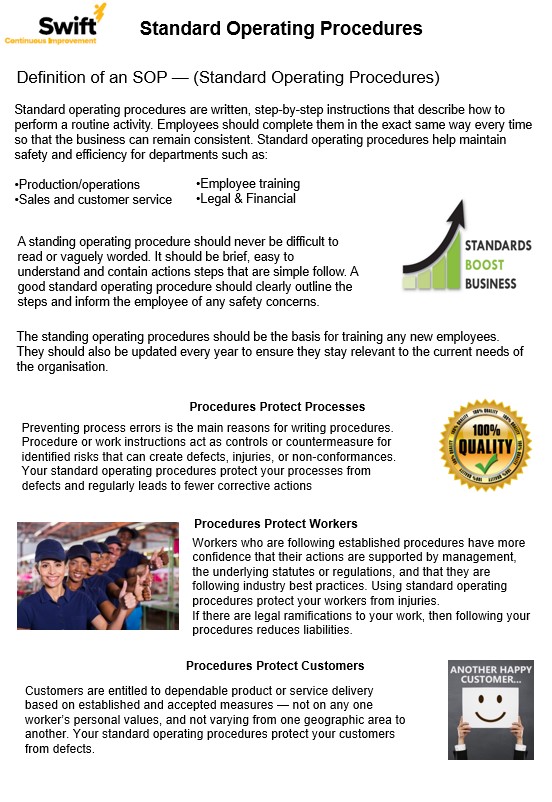 Swift
Continuous Improvement
Standard Operating Procedures
Definition of an SOP — (Standard Operating Procedures)
Standard operating procedures are written, step-by-step instructions that describe how to
perform a routine activity. Employees should complete them in the exact same way every time
so that the business can remain consistent. Standard operating procedures help maintain
safety and efficiency for departments such as:
•Production/operations
•Sales and customer service
•Employee training
•Legal & Financial
A standing operating procedure should never be difficult to
read or vaguely worded. It should be brief, easy to
understand and contain actions steps that are simple follow. A
good standard operating procedure should clearly outline the
steps and inform the employee of any safety concerns.
STANDARDS
BOOST
BUSINESS
The standing operating procedures should be the basis for training any new employees.
They should also be updated every year to ensure they stay relevant to the current needs of
the organisation.
Procedures Protect Processes
Preventing process errors is the main reasons for writing procedures.
Procedure or work instructions act as controls or countermeasure for
identified risks that can create defects, injuries, or non-conformances.
Your standard operating procedures protect your processes from
defects and regularly leads to fewer corrective actions
100%
QUALITY
100% QUALITY
Procedures Protect Workers
Workers who are following established procedures have more
confidence that their actions are supported by management,
the underlying statutes or regulations, and that they are
following industry best practices. Using standard operating
procedures protect your workers from injuries.
If there are legal ramifications to your work, then following your
procedures reduces liabilities.
Procedures Protect Customers
Customers are entitled to dependable product or service delivery
based on established and accepted measures — not on any one
worker's personal values, and not varying from one geographic area to
another. Your standard operating procedures protect your customers
from defects.
ANOTHER HAPPY
CUSTOMER...